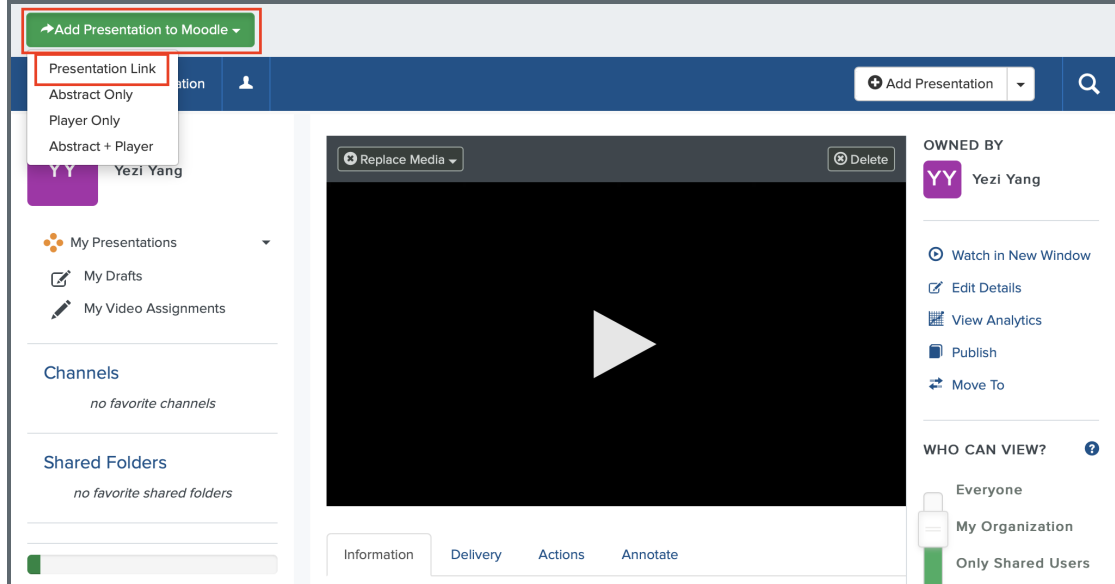 Add Presentation to Moodle
Presentation Link
Abstract Only
Player Only
Abstract + Player
ation
Add Presentation
YY
Yezi Yang
My Presentations
My Drafts
My Video Assignments
Channels
no favorite channels
Shared Folders
no favorite shared folders
Replace Media
Delete
Information
Delivery
Actions
Annotate
OWNED BY
YY
Yezi Yang
Watch in New Window
Edit Details
View Analytics
Publish
Move To
WHO CAN VIEW?
?
Everyone
My Organization
Only Shared Users